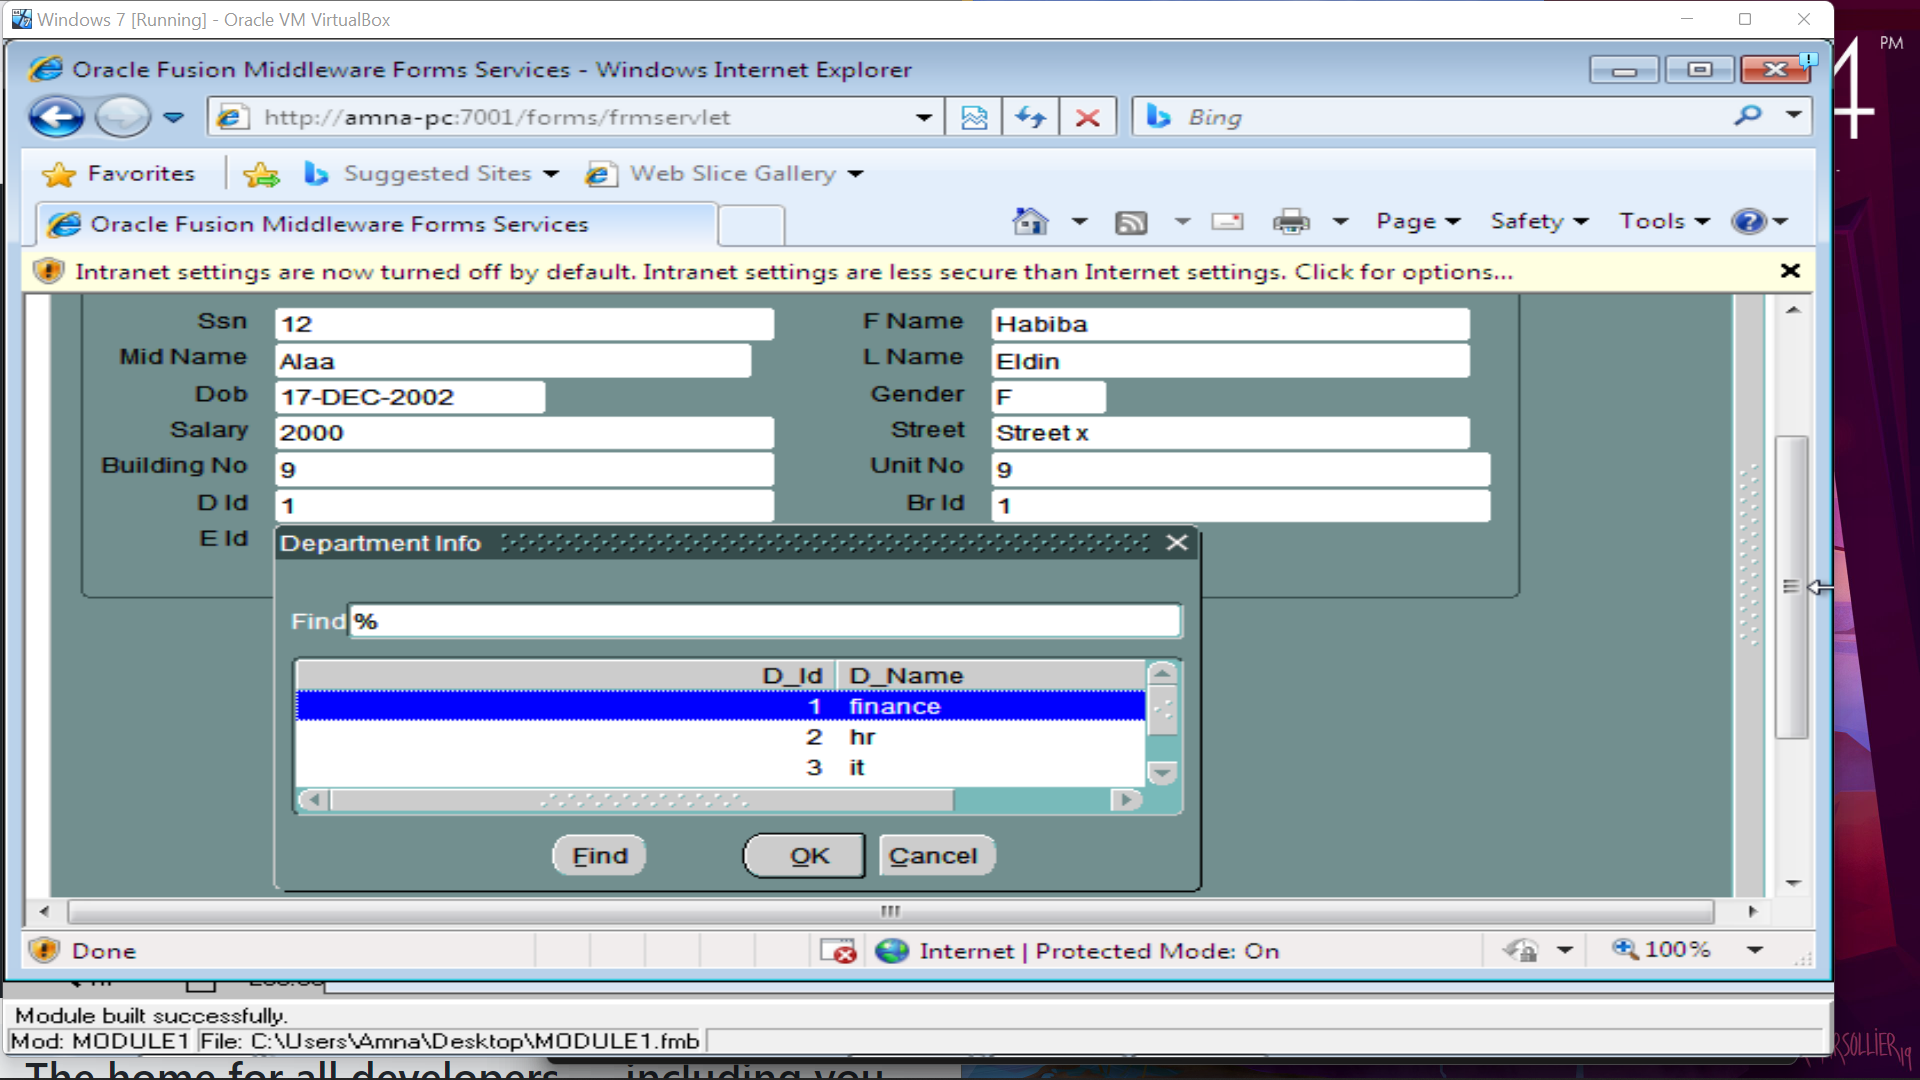 Windows 7 [Running] - Oracle VM VirtualBox
PM
4
Oracle Fusion Middleware Forms Services - Windows Internet Explorer
http://amna-pc:7001/forms/frmservlet
Bing
Favorites
Suggested Sites
Web Slice Gallery
Oracle Fusion Middleware Forms Services
Page
Safety
Tools
Intranet settings are now turned off by default. Intranet settings are less secure than Internet settings. Click for options...
Ssn 12 F Name Habiba
Mid Name Alaa L Name Eldin
Dob 17-DEC-2002 Gender F
Salary 2000 Street Street x
Building No 9 Unit No 9
D Id 1 Br Id 1
E Id
Department Info
Find %
D_Id D_Name
1 finance
2 hr
3 it
Find OK Cancel
Done
Internet | Protected Mode: On
100%
Module built successfully.
Mod: MODULE1 File: C:\Users\Amna\Desktop\MODULE1.fmb
The home for all developers — including you